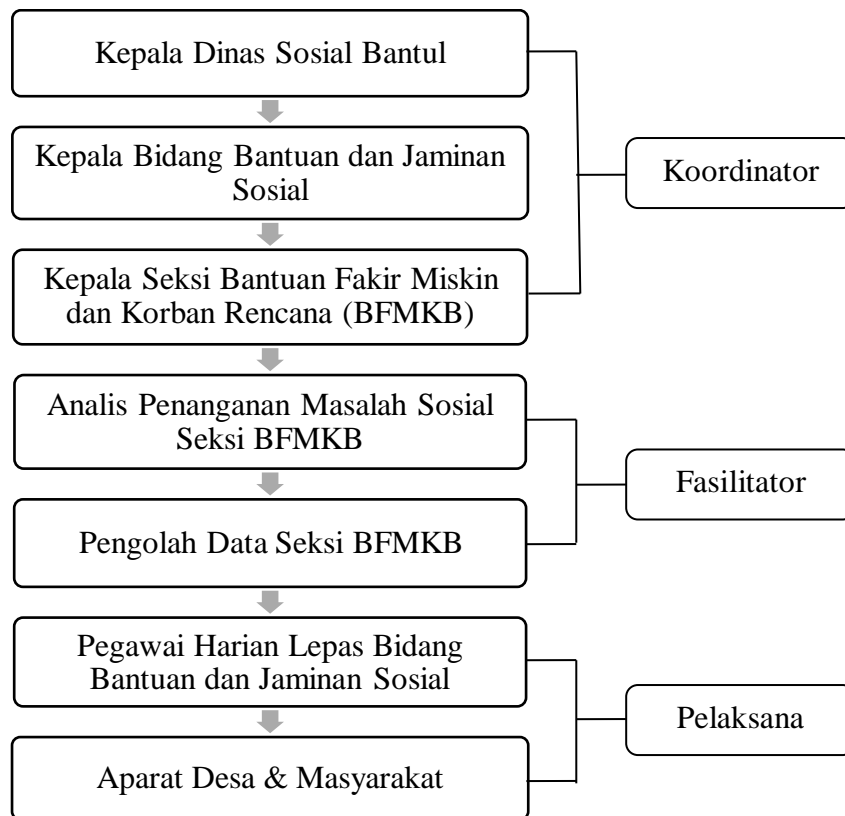 Kepala Dinas Sosial Bantul
Kepala Bidang Bantuan dan Jaminan
Sosial
Koordinator
Kepala Seksi Bantuan Fakir Miskin
dan Korban Rencana (BFMKB)
Analis Penanganan Masalah Sosial
Seksi BFMKB
Fasilitator
Pengolah Data Seksi BFMKB
Pegawai Harian Lepas Bidang
Bantuan dan Jaminan Sosial
Pelaksana
Aparat Desa & Masyarakat